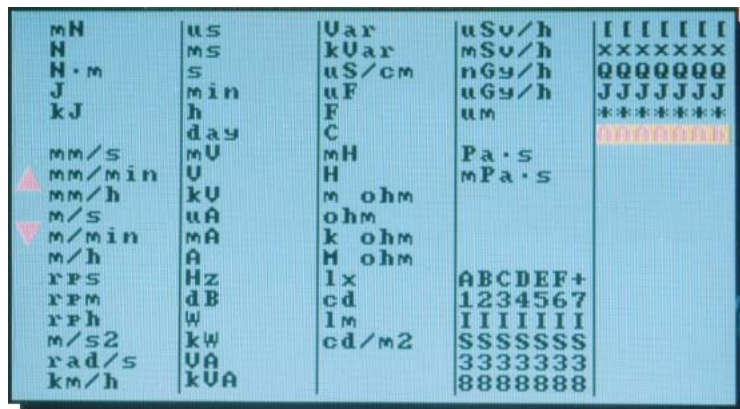 mN
N
N·m
J
kJ
mm/s
mm/min
mm/h
m/s
m/min
m/h
rps
rpm
rph
m/s2
rad/s
km/h
us
ms
s
min
h
day
mV
V
kV
uA
mA
A
Hz
dB
W
kW
VA
kVA
Var
kVar
uS/cm
uF
F
C
mH
H
m ohm
ohm
k ohm
M ohm
lx
cd
lm
cd/m2
uSv/h
mSv/h
nGy/h
uGy/h
um
Pa·s
mPa·s
ABCDEF+
1234567
IIIIIII
SSSSSSS
3333333
8888888
[[[[[[[
×××××××
QQQQQQQ
JJJJJJJ
*******